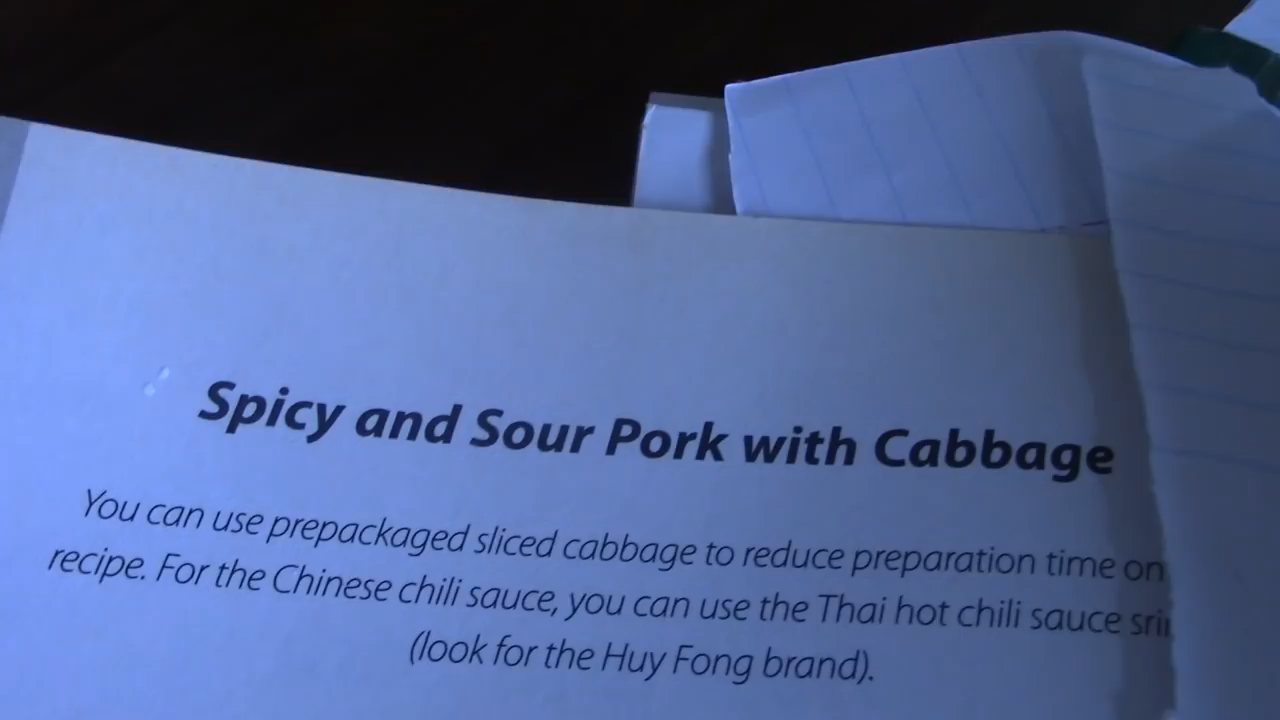 Spicy and Sour Pork with Cabbage
You can use prepackaged sliced cabbage to reduce preparation time on
recipe. For the Chinese chili sauce, you can use the Thai hot chili sauce
(look for the Huy Fong brand).